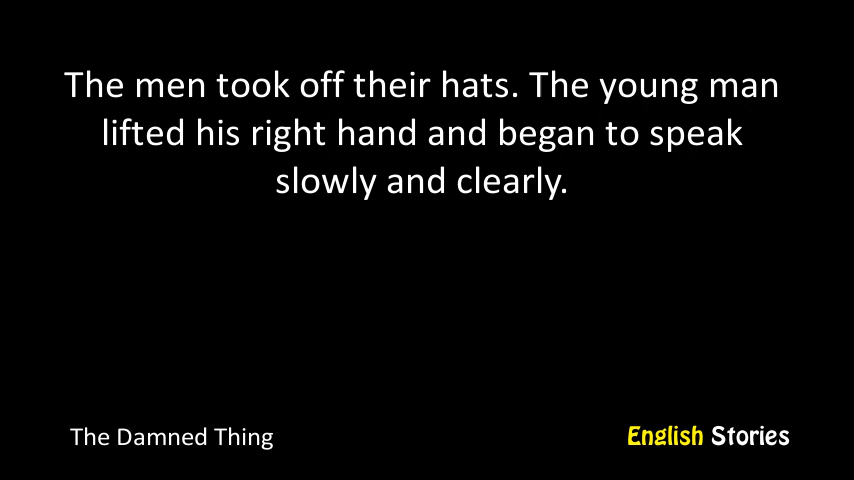 The men took off their hats. The young man
lifted his right hand and began to speak
slowly and clearly.
The Damned Thing
English Stories